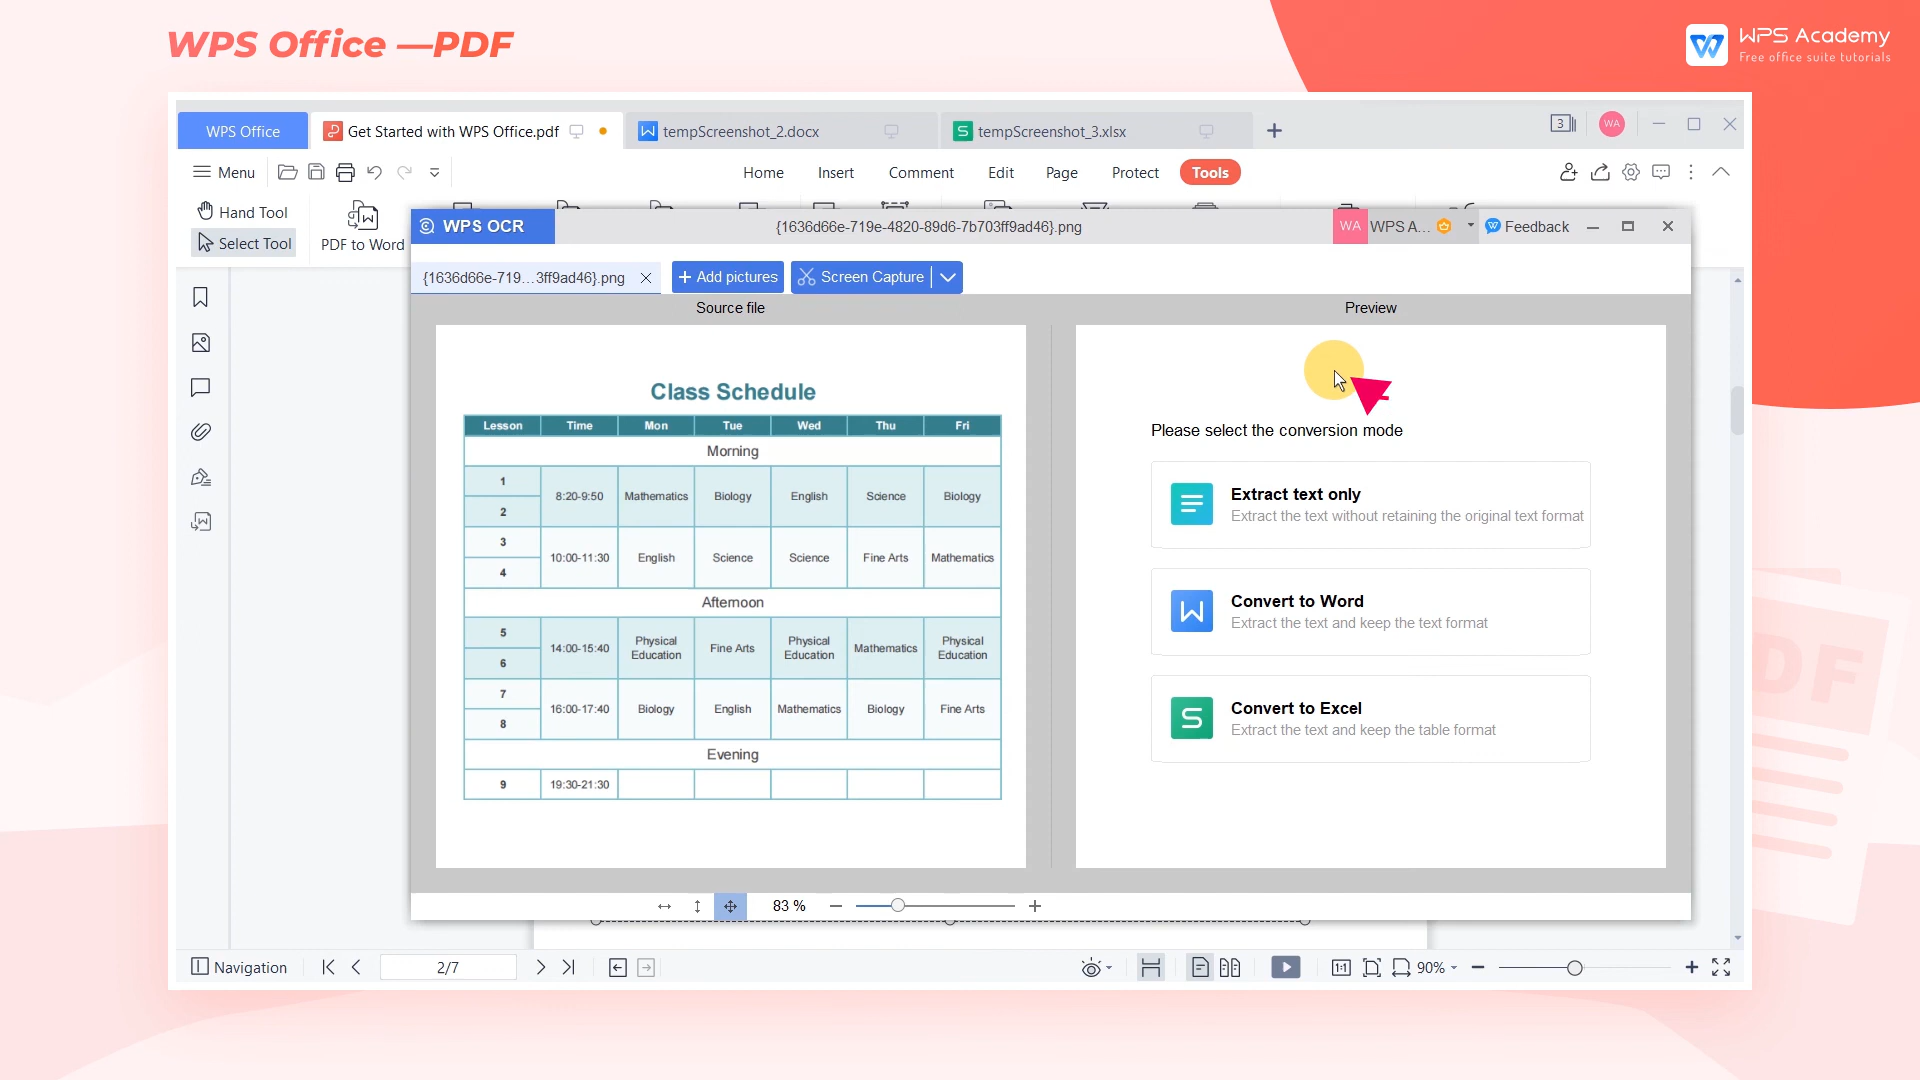 WPS Office —PDF
WPS Academy
Free office suite tutorials
WPS Office
Get Started with WPS Office.pdf
tempScreenshot_2.docx
tempScreenshot_3.xlsx
3
WA
Menu
Home
Insert
Comment
Edit
Page
Protect
Tools
Hand Tool
Select Tool
PDF to Word
WPS OCR
{1636d66e-719e-4820-89d6-7b703ff9ad46}.png
WA
WPS A...
Feedback
{1636d66e-719...3ff9ad46}.png
+ Add pictures
Screen Capture
Source file
Preview
Class Schedule
Lesson Time Mon Tue Wed Thu Fri
Morning
1
2
8:20-9:50 Mathematics Biology English Science Biology
3
4
10:00-11:30 English Science Science Fine Arts Mathematics
Afternoon
5
6
14:00-15:40 Physical Education Fine Arts Physical Education Mathematics Physical Education
7
8
16:00-17:40 Biology English Mathematics Biology Fine Arts
Evening
9 19:30-21:30
Please select the conversion mode
Extract text only
Extract the text without retaining the original text format
Convert to Word
Extract the text and keep the text format
Convert to Excel
Extract the text and keep the table format
83 %
Navigation
2/7
1:1
90%
PDF